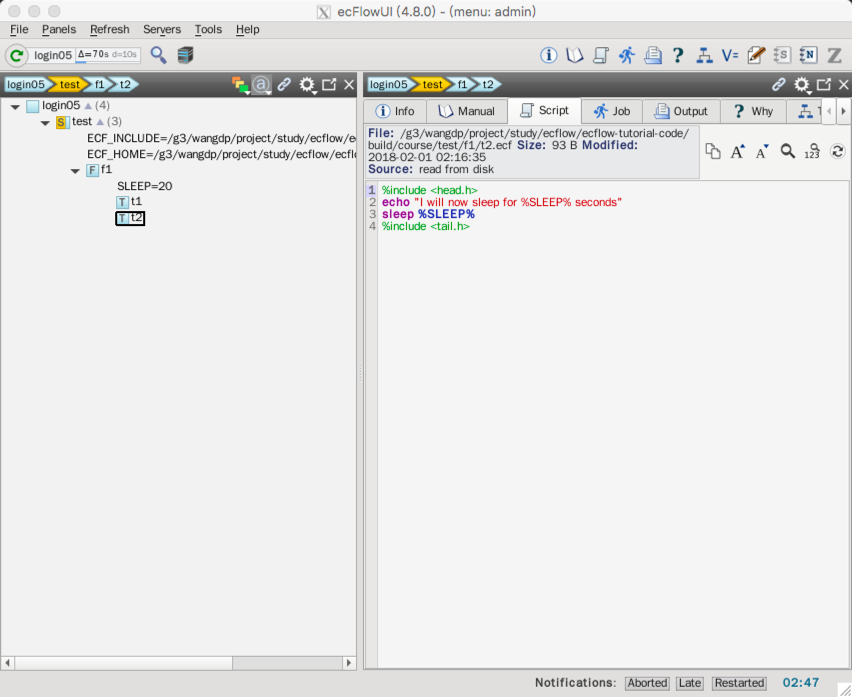 ecFlowUI (4.8.0) - (menu: admin)
File Panels Refresh Servers Tools Help
login05 Δ=70s d=10s
login05 test f1 t2
login05 (4)
test (3)
ECF_INCLUDE=/g3/wangdp/project/study/ecflow/e
ECF_HOME=/g3/wangdp/project/study/ecflow/ecfl
f1
SLEEP=20
t1
t2
login05 test f1 t2
Info Manual Script Job Output Why
File: /g3/wangdp/project/study/ecflow/ecflow-tutorial-code/
build/course/test/f1/t2.ecf Size: 93 B Modified:
2018-02-01 02:16:35
Source: read from disk
1 %include <head.h>
2 echo "I will now sleep for %SLEEP% seconds"
3 sleep %SLEEP%
4 %include <tail.h>
Notifications: Aborted Late Restarted 02:47